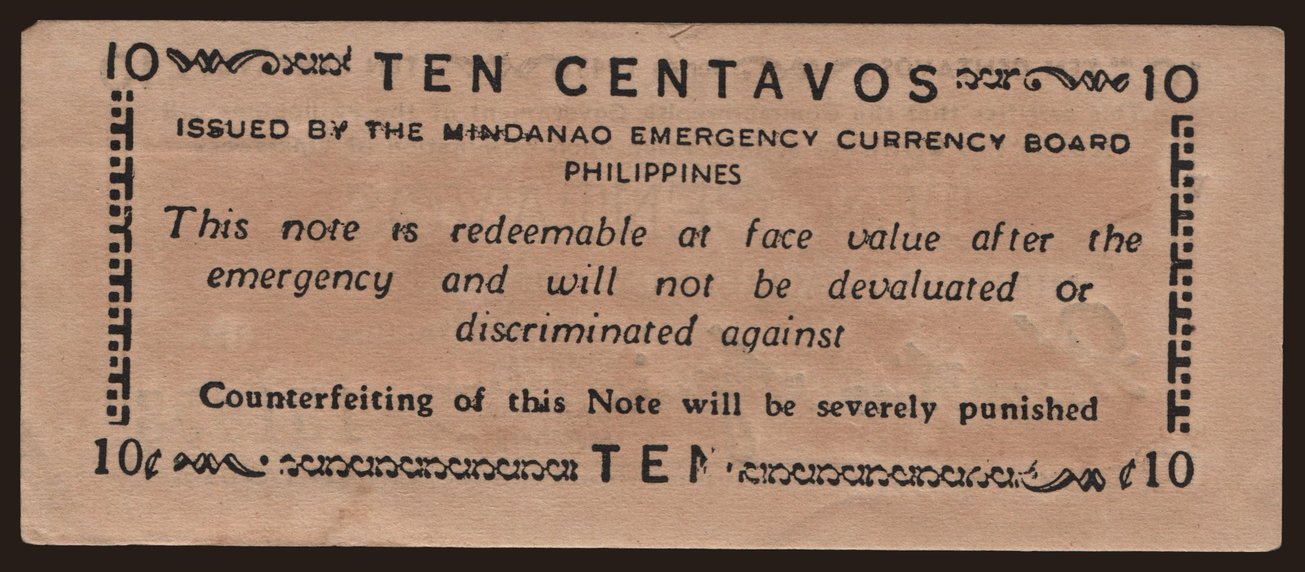 10 TEN CENTAVOS 10
ISSUED BY THE MINDANAO EMERGENCY CURRENCY BOARD
PHILIPPINES
This note is redeemable at face value after the
emergency and will not be devaluated or
discriminated against
Counterfeiting of this Note will be severely punished
10¢ TEN ¢10